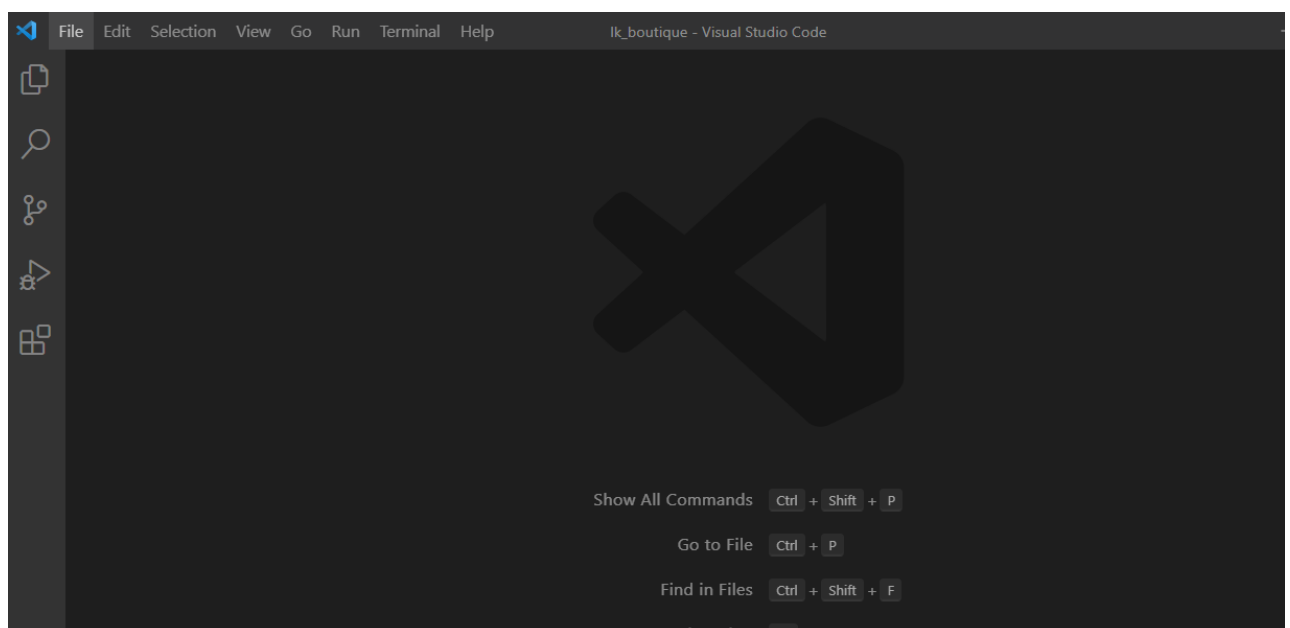 File Edit Selection View Go Run Terminal Help lk_boutique - Visual Studio Code
Show All Commands Ctrl + Shift + P
Go to File Ctrl + P
Find in Files Ctrl + Shift + F